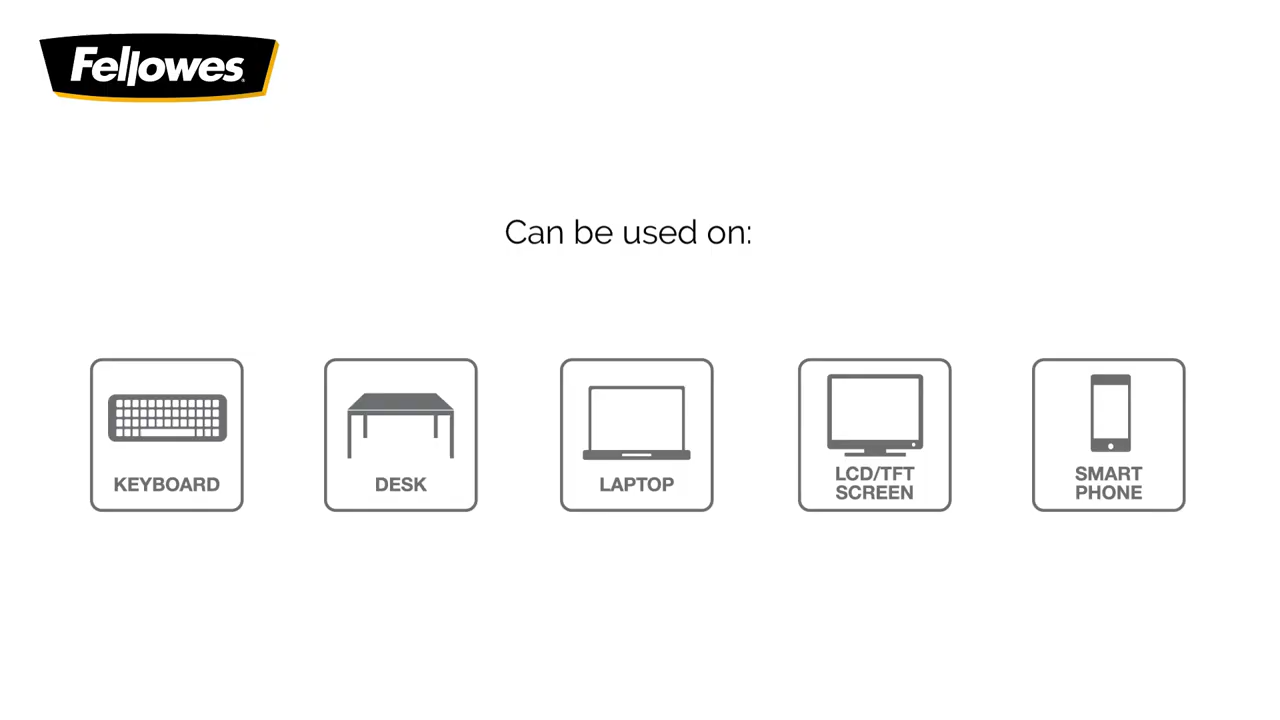 Fellowes
Can be used on:
KEYBOARD
DESK
LAPTOP
LCD/TFT
SCREEN
SMART
PHONE